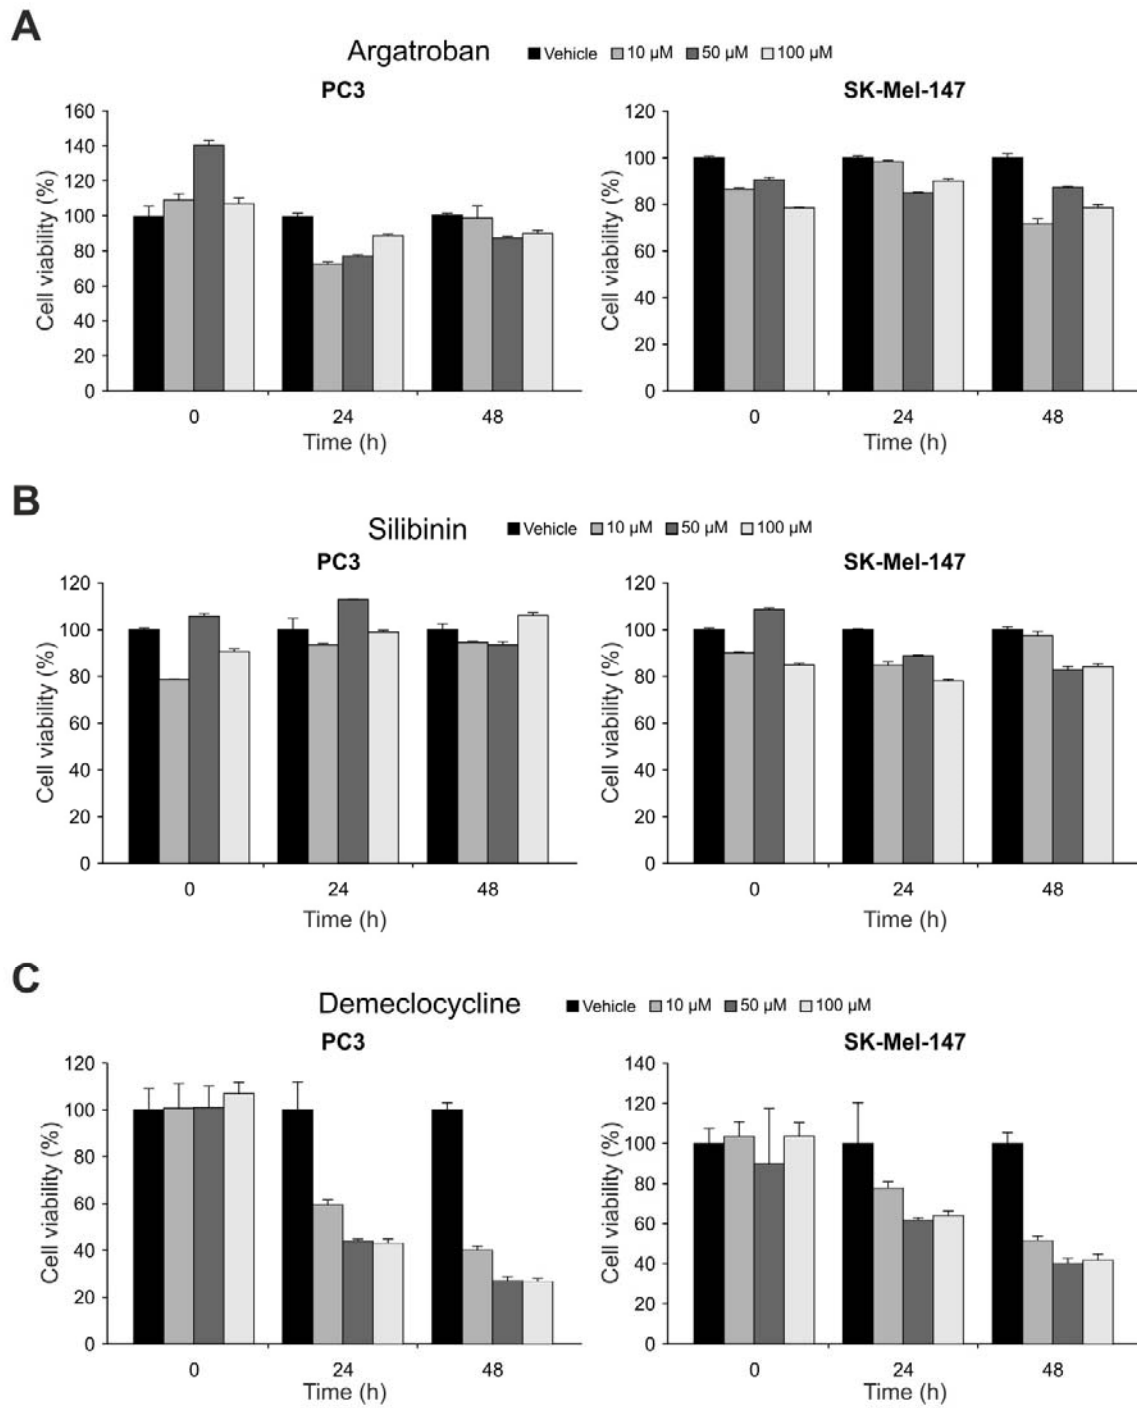 A
Argatroban Vehicle 10 µM 50 µM 100 µM
PC3 SK-Mel-147
Cell viability (%)
160
140
120
100
80
60
40
20
0
0 24 48
Time (h)
Cell viability (%)
120
100
80
60
40
20
0
0 24 48
Time (h)
B
Silibinin Vehicle 10 µM 50 µM 100 µM
PC3 SK-Mel-147
Cell viability (%)
120
100
80
60
40
20
0
0 24 48
Time (h)
Cell viability (%)
120
100
80
60
40
20
0
0 24 48
Time (h)
C
Demeclocycline Vehicle 10 µM 50 µM 100 µM
PC3 SK-Mel-147
Cell viability (%)
120
100
80
60
40
20
0
0 24 48
Time (h)
Cell viability (%)
140
120
100
80
60
40
20
0
0 24 48
Time (h)